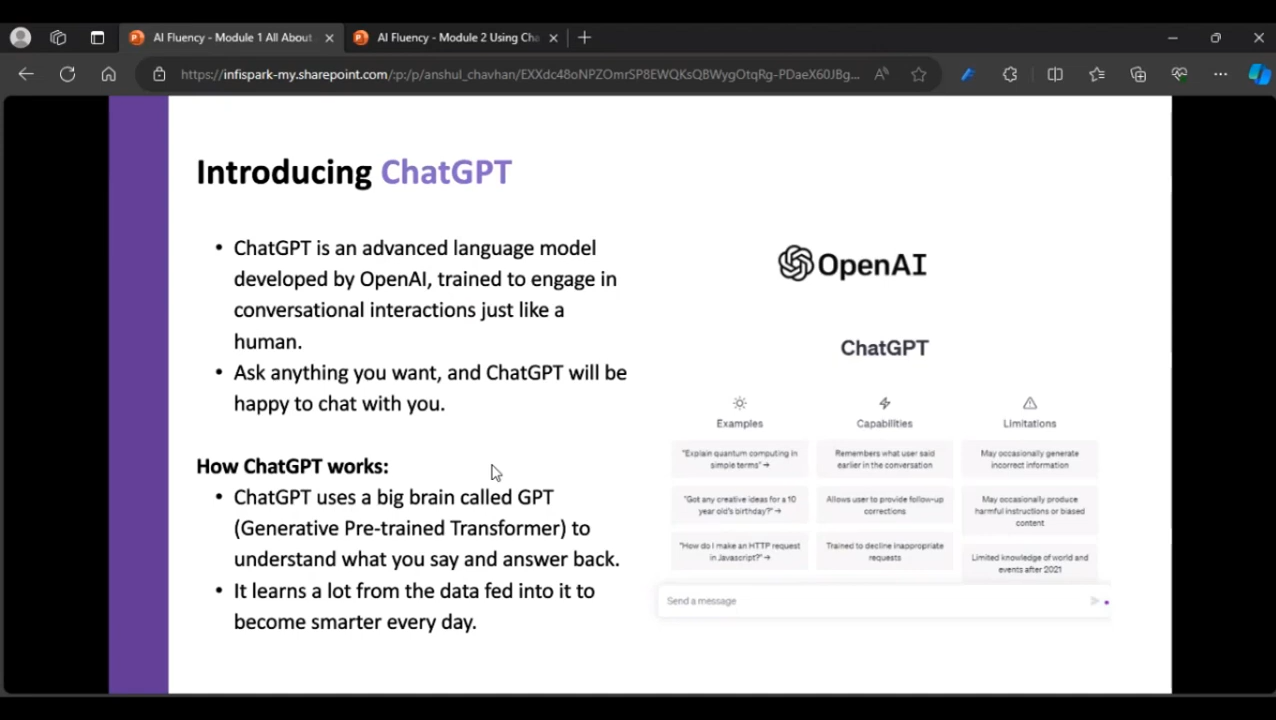 AI Fluency - Module 1 All About
AI Fluency - Module 2 Using Cha
https://infispark-my.sharepoint.com/:p:/p/anshul_chavhan/
Introducing ChatGPT
• ChatGPT is an advanced language model
developed by OpenAI, trained to engage in
conversational interactions just like a
human.
• Ask anything you want, and ChatGPT will be
happy to chat with you.
How ChatGPT works:
• ChatGPT uses a big brain called GPT
(Generative Pre-trained Transformer) to
understand what you say and answer back.
• It learns a lot from the data fed into it to
become smarter every day.
OpenAI
ChatGPT
Examples
"Explain quantum computing in
simple terms" →
"Got any creative ideas for a 10
year old's birthday?" →
"How do I make an HTTP request
in Javascript?" →
Capabilities
Remembers what user said
earlier in the conversation
Allows user to provide follow-up
corrections
Trained to decline inappropriate
requests
Limitations
May occasionally generate
incorrect information
May occasionally produce
harmful instructions or biased
content
Limited knowledge of world and
events after 2021
Send a message